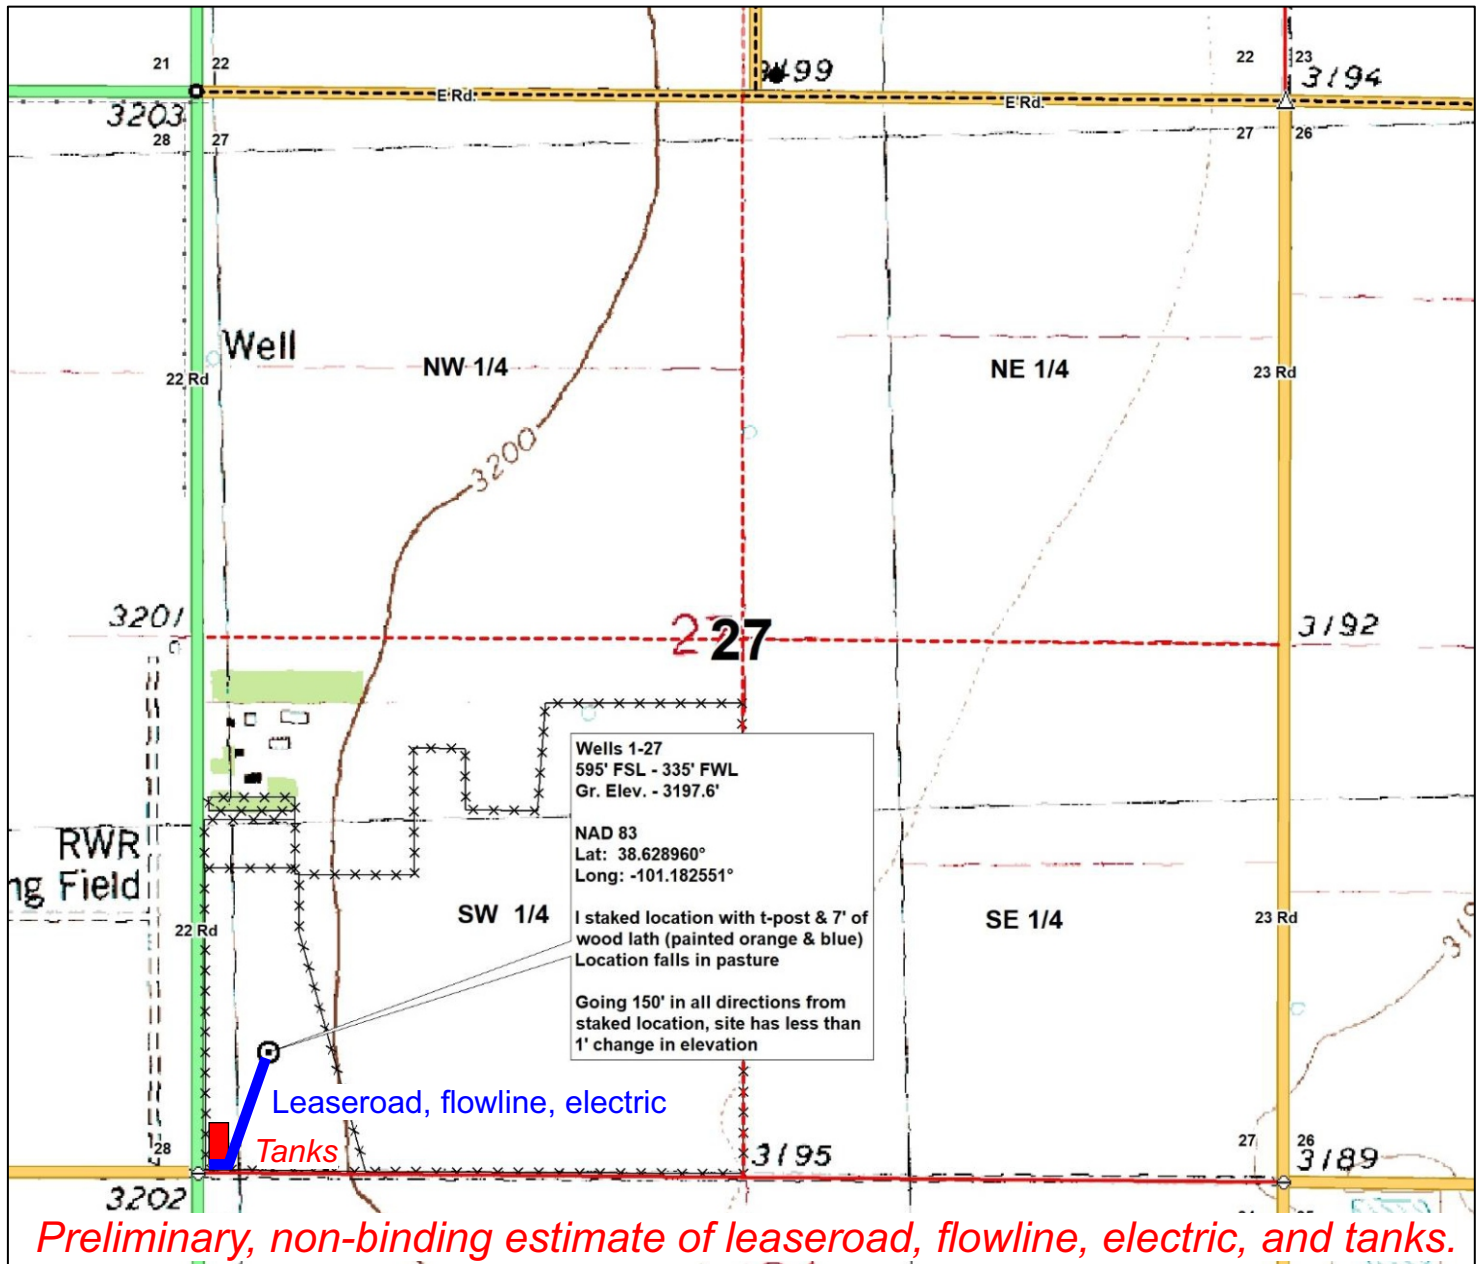 21 22
22 23
3194
E Rd.
E Rd.
3203
28 27
27 26
Well
NW 1/4
NE 1/4
22 Rd
23 Rd
3200
3201
27
27
3192
Wells 1-27
595' FSL - 335' FWL
Gr. Elev. - 3197.6'
NAD 83
Lat: 38.628960°
Long: -101.182551°
I staked location with t-post & 7' of
wood lath (painted orange & blue)
Location falls in pasture
Going 150' in all directions from
staked location, site has less than
1' change in elevation
RWR
ng Field
SW 1/4
SE 1/4
22 Rd
23 Rd
Leaseroad, flowline, electric
Tanks
28
3195
27 26
3189
3202
Preliminary, non-binding estimate of leaseroad, flowline, electric, and tanks.